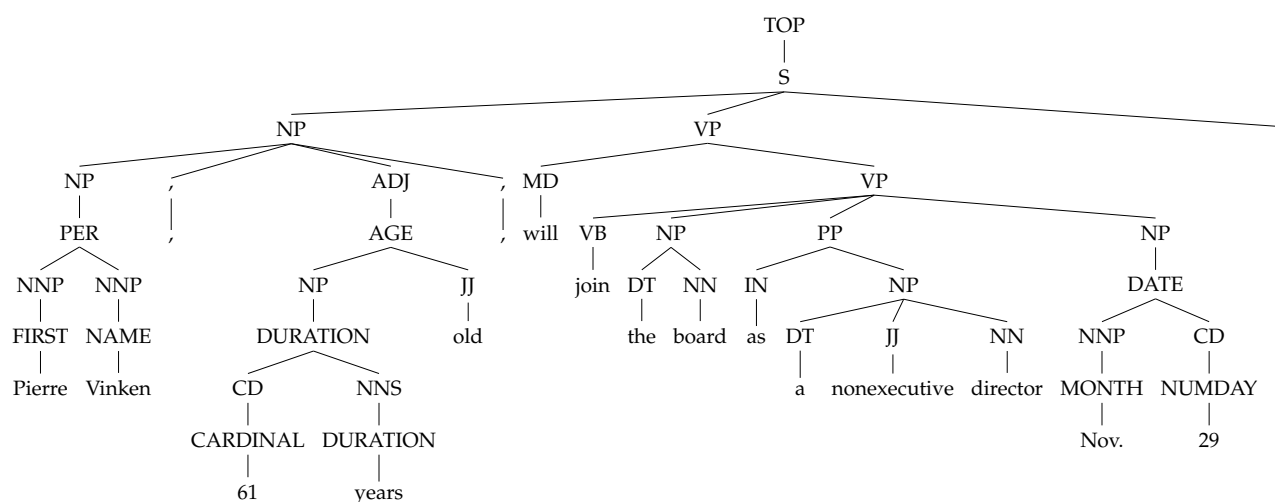 TOP
S
NP VP
NP , ADJ , MD VP
PER , AGE , will VB NP PP NP
NNP NNP NP JJ join DT NN IN NP DATE
FIRST NAME DURATION old the board as DT JJ NN NNP CD
Pierre Vinken CD NNS a nonexecutive director MONTH NUMDAY
CARDINAL DURATION Nov. 29
61 years